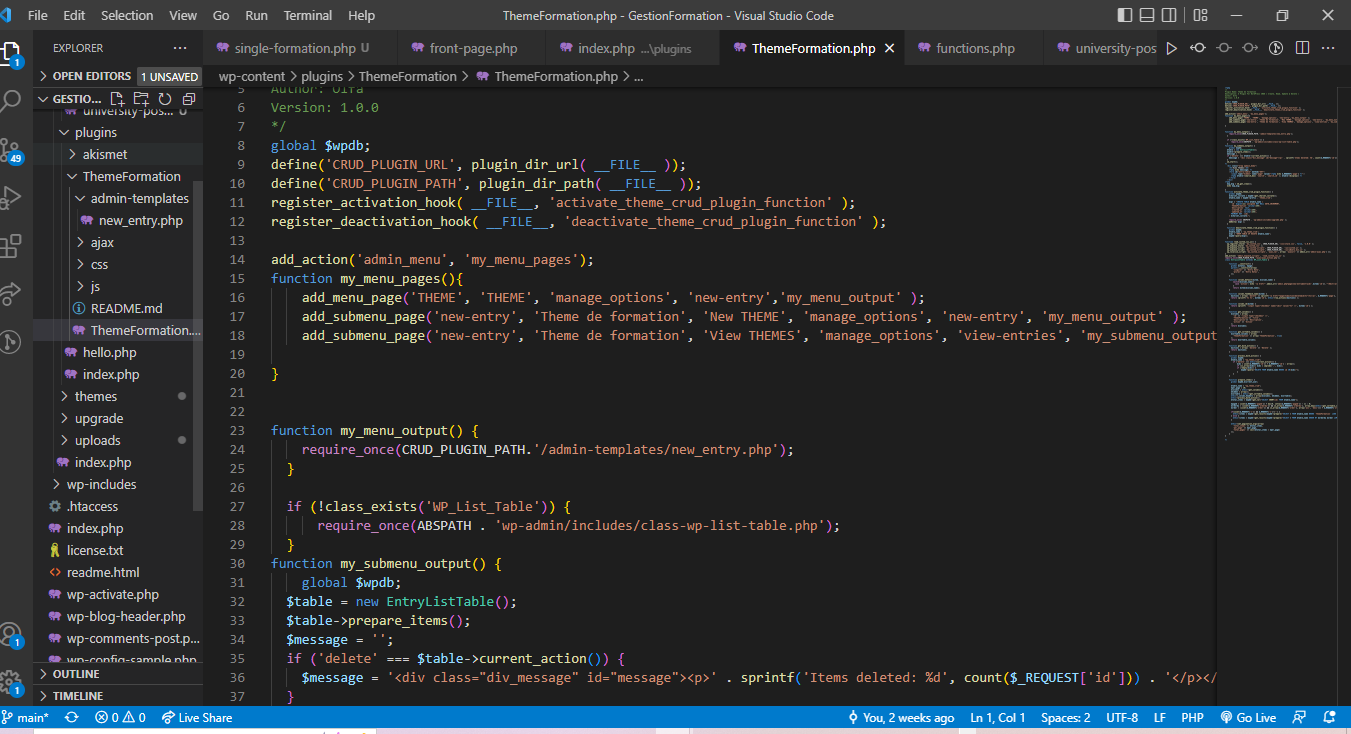 File Edit Selection View Go Run Terminal Help ThemeFormation.php - GestionFormation - Visual Studio Code
EXPLORER ...
single-formation.php U front-page.php index.php ...\plugins ThemeFormation.php functions.php university-pos
OPEN EDITORS 1 UNSAVED
wp-content > plugins > ThemeFormation > ThemeFormation.php > ...
GESTIO...
university-pos... U
plugins
akismet
ThemeFormation
admin-templates
new_entry.php
ajax
css
js
README.md
ThemeFormation....
hello.php
index.php
themes
upgrade
uploads
index.php
wp-includes
.htaccess
index.php
license.txt
readme.html
wp-activate.php
wp-blog-header.php
wp-comments-post.p...
wp-config-sample.php
OUTLINE
TIMELINE
1
49
1
1
5 Author: Olfa
6 Version: 1.0.0
7 */
8 global $wpdb;
9 define('CRUD_PLUGIN_URL', plugin_dir_url( __FILE__ ));
10 define('CRUD_PLUGIN_PATH', plugin_dir_path( __FILE__ ));
11 register_activation_hook( __FILE__, 'activate_theme_crud_plugin_function' );
12 register_deactivation_hook( __FILE__, 'deactivate_theme_crud_plugin_function' );
13
14 add_action('admin_menu', 'my_menu_pages');
15 function my_menu_pages(){
16 add_menu_page('THEME', 'THEME', 'manage_options', 'new-entry','my_menu_output' );
17 add_submenu_page('new-entry', 'Theme de formation', 'New THEME', 'manage_options', 'new-entry', 'my_menu_output' );
18 add_submenu_page('new-entry', 'Theme de formation', 'View THEMES', 'manage_options', 'view-entries', 'my_submenu_output
19
20 }
21
22
23 function my_menu_output() {
24 require_once(CRUD_PLUGIN_PATH.'/admin-templates/new_entry.php');
25 }
26
27 if (!class_exists('WP_List_Table')) {
28 require_once(ABSPATH . 'wp-admin/includes/class-wp-list-table.php');
29 }
30 function my_submenu_output() {
31 global $wpdb;
32 $table = new EntryListTable();
33 $table->prepare_items();
34 $message = '';
35 if ('delete' === $table->current_action()) {
36 $message = '<div class="div_message" id="message"><p>' . sprintf('Items deleted: %d', count($_REQUEST['id'])) . '</p></
37 }
main* 0 0 Live Share You, 2 weeks ago Ln 1, Col 1 Spaces: 2 UTF-8 LF PHP Go Live